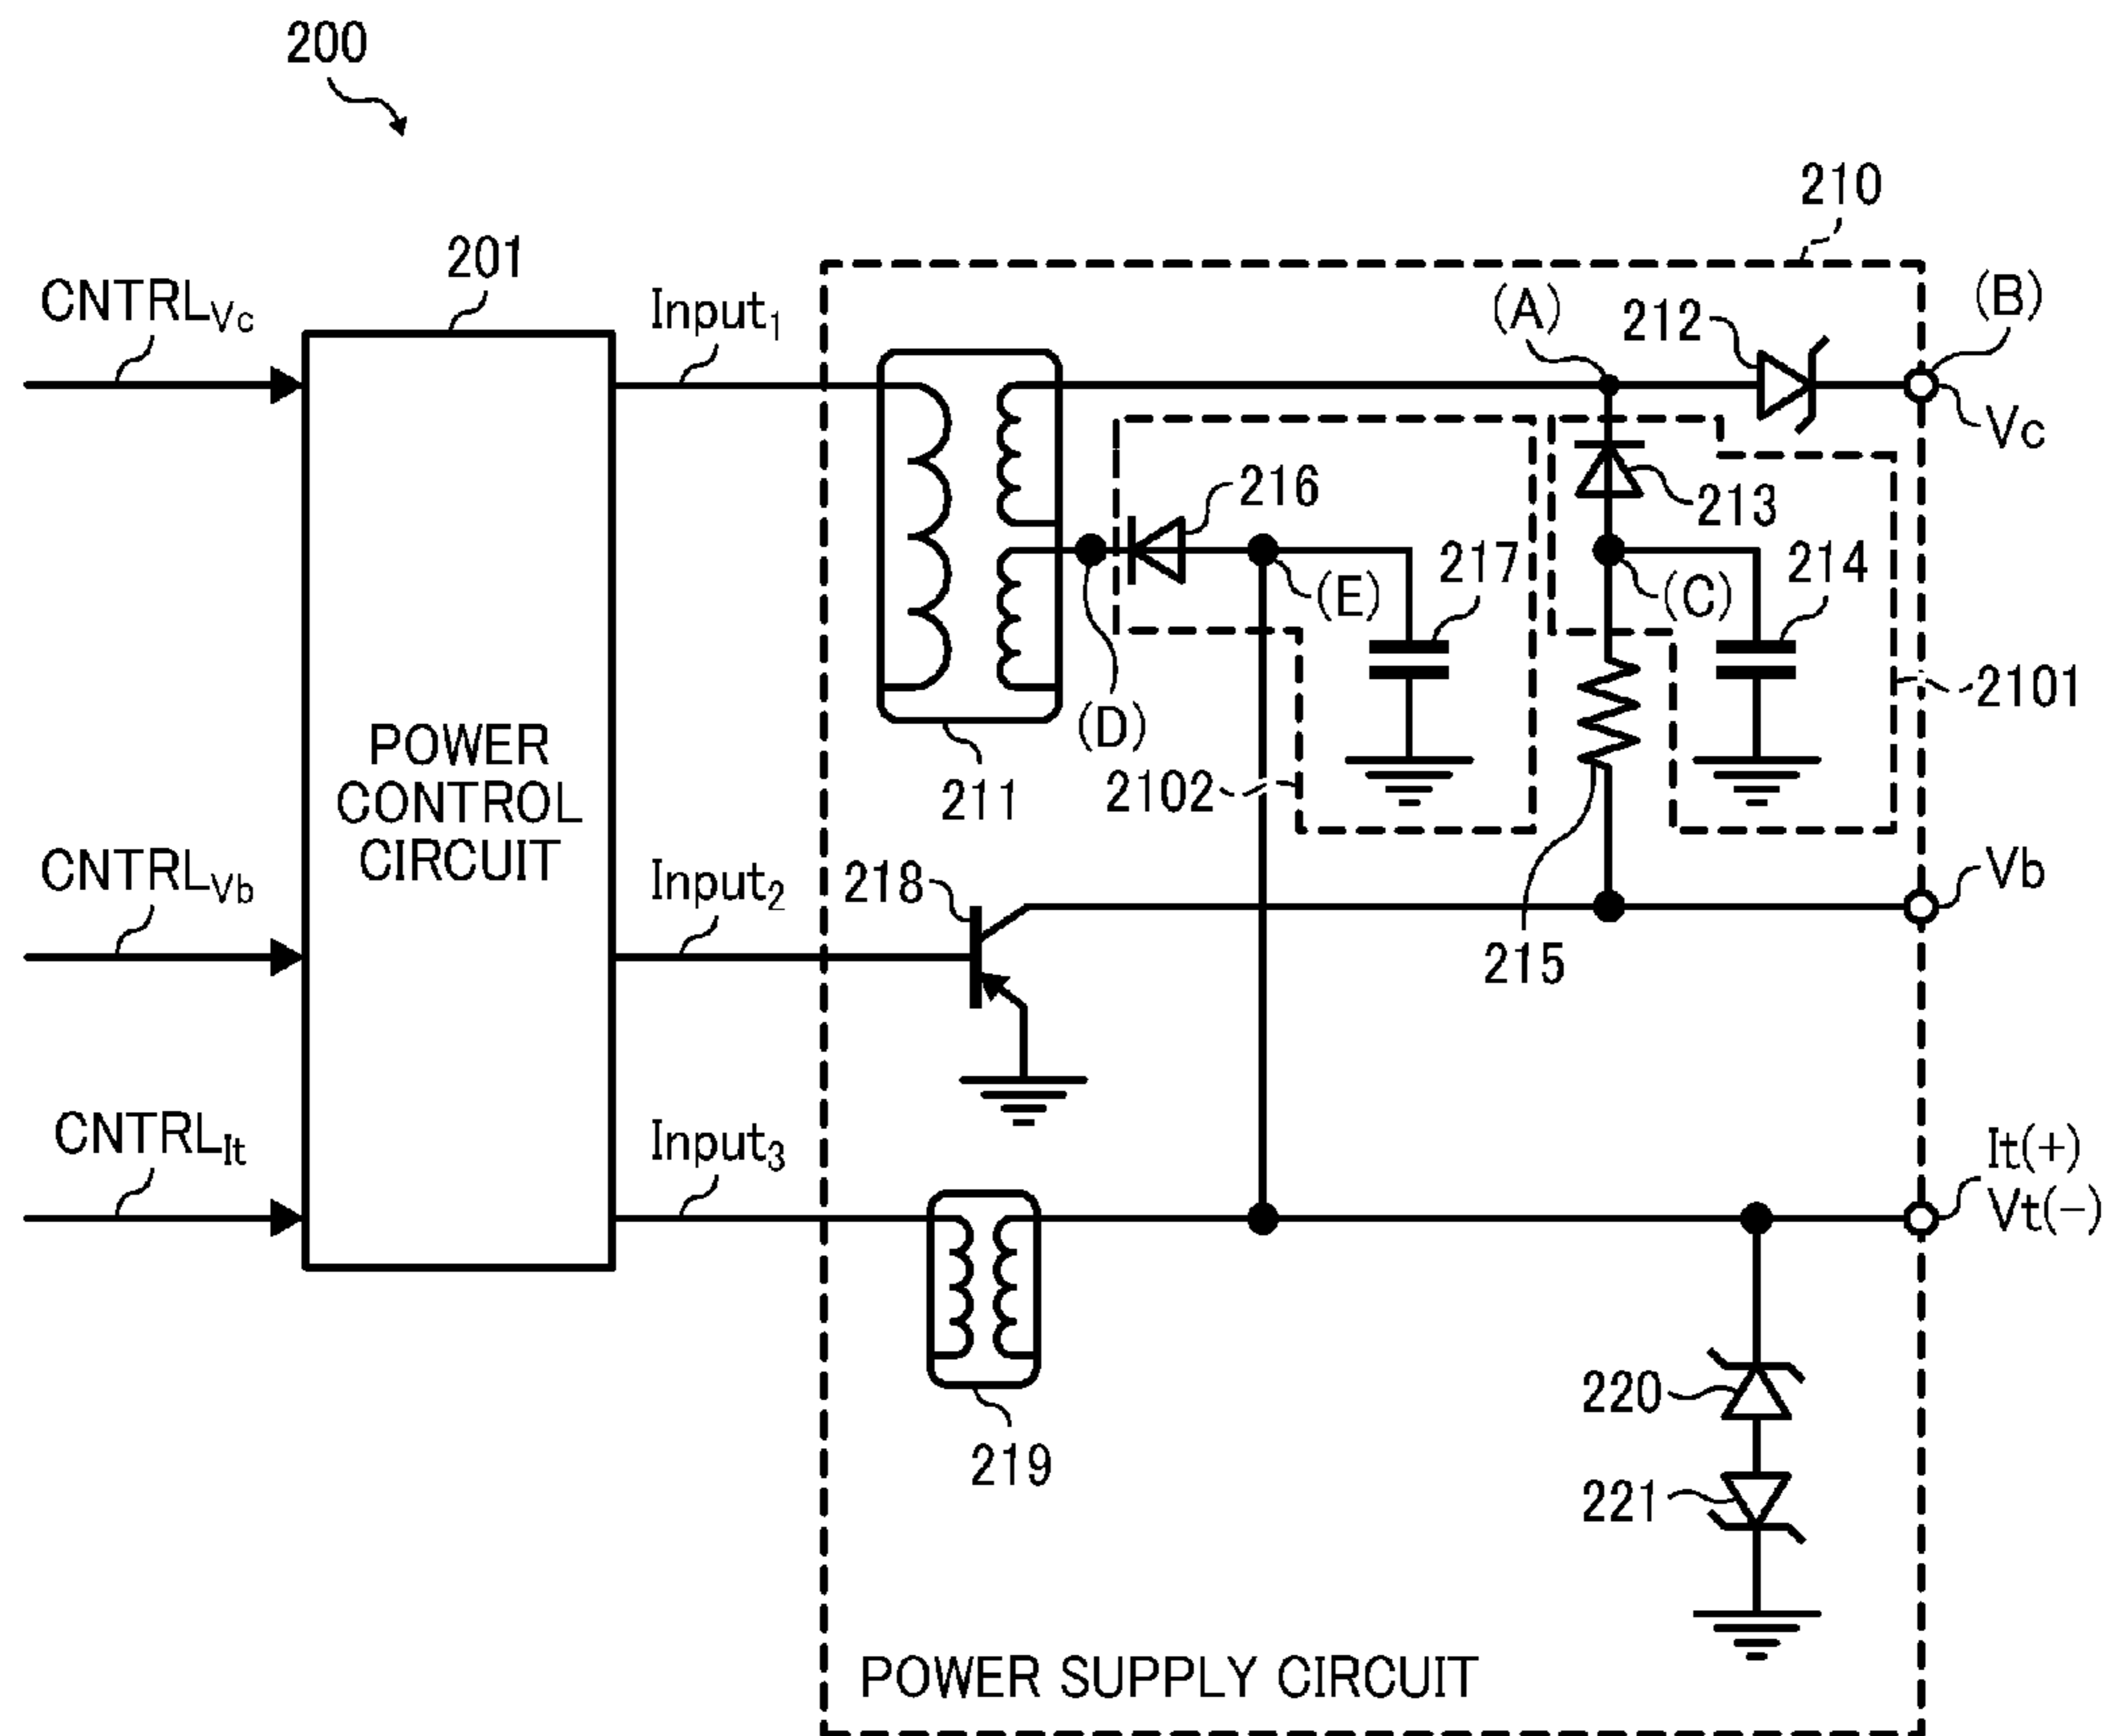 200
210
201
CNTRLVc
Input1
(A)
212
(B)
Vc
216
213
217
(E)
(C)
214
(D)
2101
2102
211
POWER
CONTROL
CIRCUIT
CNTRLVb
Input2
218
Vb
215
CNTRLIt
Input3
It(+)
Vt(-)
220
219
221
POWER SUPPLY CIRCUIT